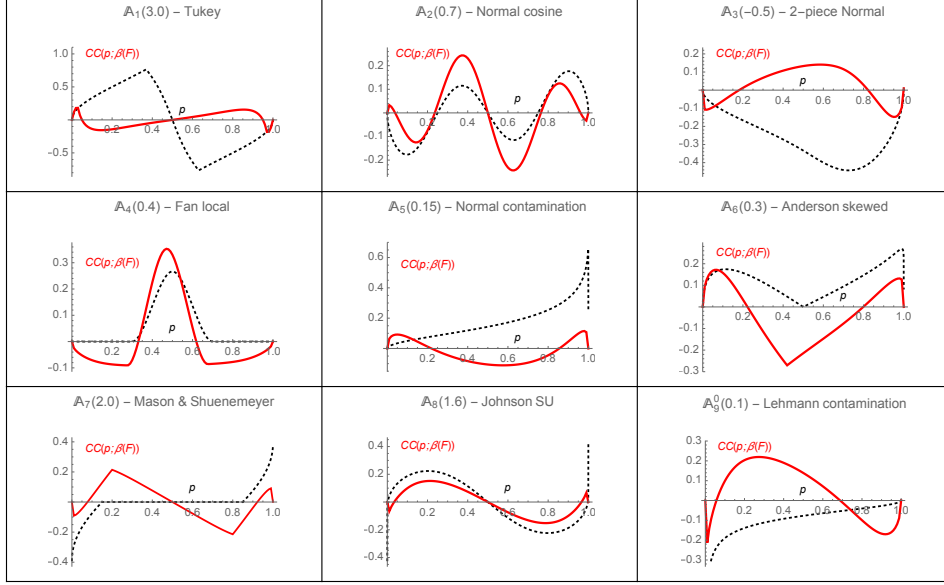 𝔸1(3.0) – Tukey
CC(p;β(F))
1.0
0.5
-0.5
p
0.2 0.4 0.6 0.8 1.0
𝔸2(0.7) – Normal cosine
CC(p;β(F))
0.2
0.1
0.1
0.2
p
0.2 0.4 0.6 0.8 1.0
𝔸3(−0.5) – 2−piece Normal
CC(p;β(F))
0.2
0.1
-0.1
-0.2
-0.3
-0.4
p
0.2 0.4 0.6 0.8 1.0
𝔸4(0.4) – Fan local
CC(p;β(F))
0.3
0.2
0.1
-0.1
p
0.2 0.4 0.6 0.8 1.0
𝔸5(0.15) – Normal contamination
CC(p;β(F))
0.6
0.4
0.2
p
0.2 0.4 0.6 0.8 1.0
𝔸6(0.3) – Anderson skewed
CC(p;β(F))
0.2
0.1
-0.1
-0.2
-0.3
p
0.2 0.4 0.6 0.8 1.0
𝔸7(2.0) – Mason & Shuenemeyer
CC(p;β(F))
0.4
0.2
-0.2
-0.4
p
0.2 0.4 0.6 0.8 1.0
𝔸8(1.6) – Johnson SU
CC(p;β(F))
0.4
0.2
-0.2
-0.4
p
0.2 0.4 0.6 0.8 1.0
𝔸9^0(0.1) – Lehmann contamination
CC(p;β(F))
0.3
0.2
0.1
-0.1
-0.2
-0.3
p
0.2 0.4 0.6 0.8 1.0